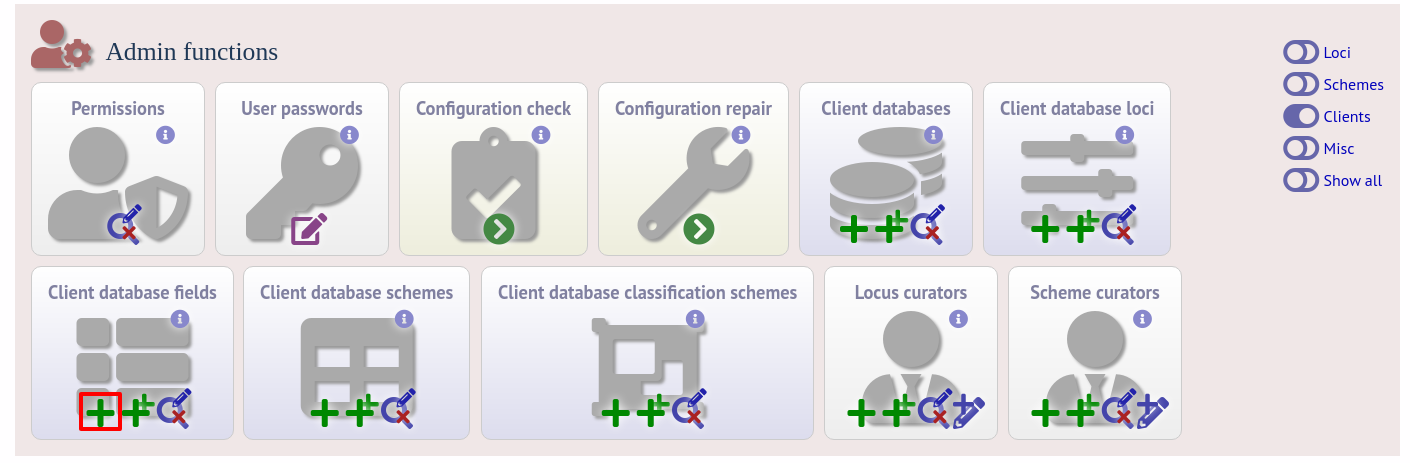 Admin functions
Loci
Schemes
Clients
Misc
Show all
Permissions
User passwords
Configuration check
Configuration repair
Client databases
Client database loci
Client database fields
Client database schemes
Client database classification schemes
Locus curators
Scheme curators